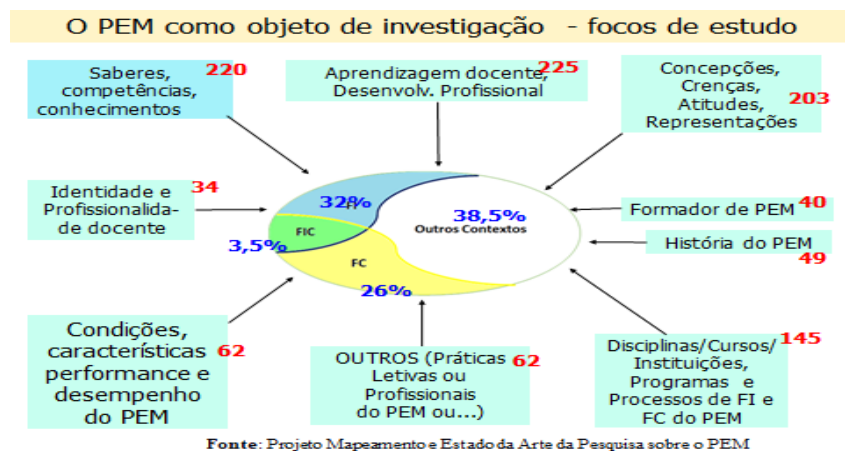 O PEM como objeto de investigação - focos de estudo
Saberes,
competências,
conhecimentos
220
Aprendizagem docente,
Desenvolv. Profissional
225
Concepções,
Crenças,
Atitudes,
Representações
203
Identidade e
Profissionalida-
de docente
34
32%
38,5%
Outros Contextos
FIC
3,5%
FC
26%
Formador de PEM
40
História do PEM
49
Condições,
características
performance e
desempenho
do PEM
62
OUTROS (Práticas
Letivas ou
Profissionais
do PEM ou...)
62
Disciplinas/Cursos/
Instituições,
Programas e
Processos de FI e
FC do PEM
145
Fonte: Projeto Mapeamento e Estado da Arte da Pesquisa sobre o PEM